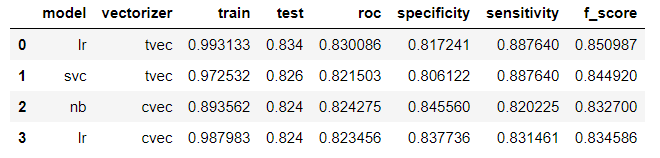 model vectorizer train test roc specificity sensitivity f_score
0 lr tvec 0.993133 0.834 0.830086 0.817241 0.887640 0.850987
1 svc tvec 0.972532 0.826 0.821503 0.806122 0.887640 0.844920
2 nb cvec 0.893562 0.824 0.824275 0.845560 0.820225 0.832700
3 lr cvec 0.987983 0.824 0.823456 0.837736 0.831461 0.834586